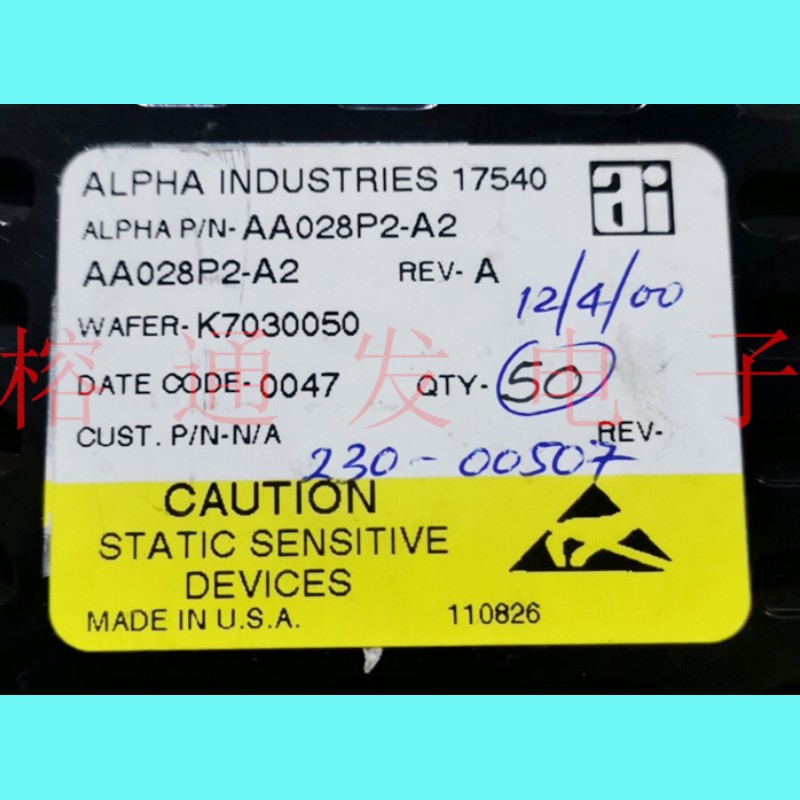 ALPHA INDUSTRIES 17540
ai
ALPHA P/N- AA028P2-A2
AA028P2-A2 REV- A
12/4/00
WAFER- K7030050
榕通发电子
DATE CODE- 0047 QTY- 50
CUST. P/N-N/A REV-
230-00507
CAUTION
STATIC SENSITIVE
DEVICES
MADE IN U.S.A. 110826